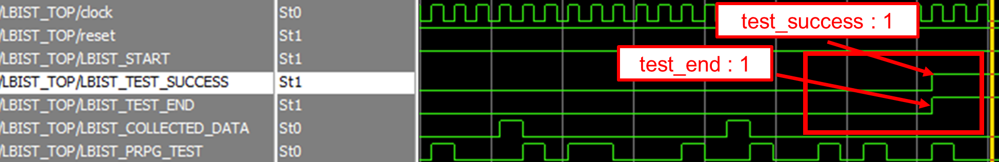 /LBIST_TOP/clock St0
/LBIST_TOP/reset St1
/LBIST_TOP/LBIST_START St1
/LBIST_TOP/LBIST_TEST_SUCCESS St1
/LBIST_TOP/LBIST_TEST_END St1
/LBIST_TOP/LBIST_COLLECTED_DATA St0
/LBIST_TOP/LBIST_PRPG_TEST St0
test_success : 1
test_end : 1